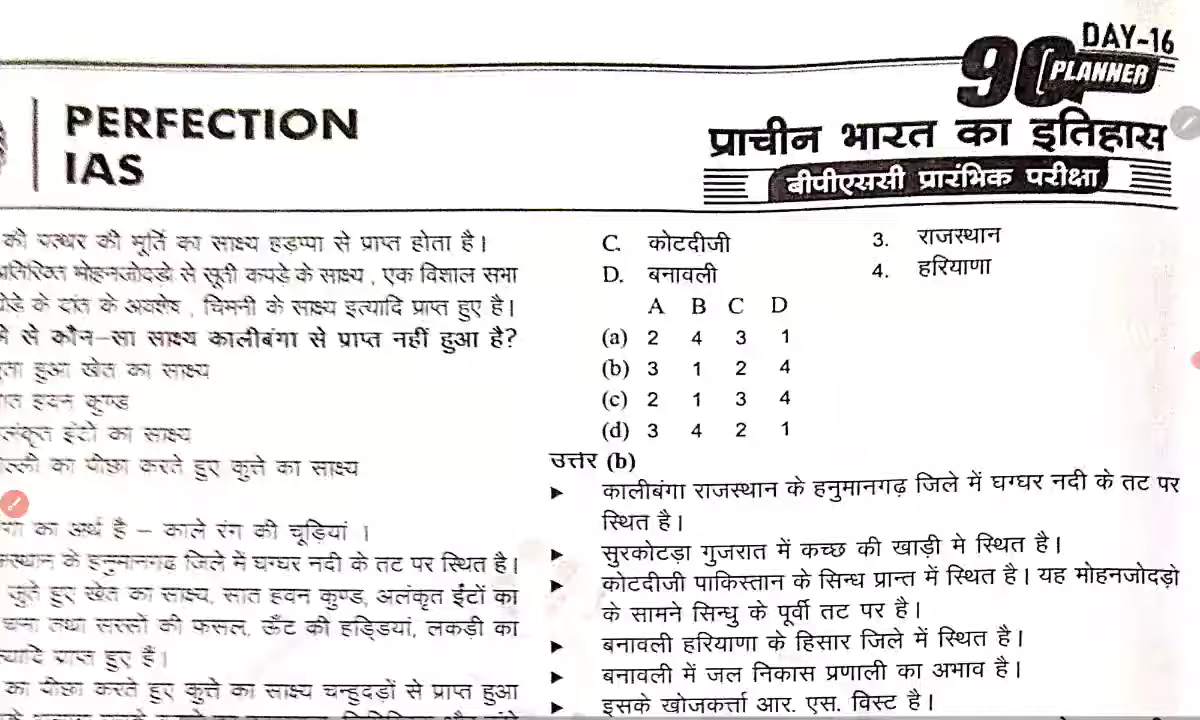 DAY-16
90 PLANNER
PERFECTION
IAS
प्राचीन भारत का इतिहास
बीपीएससी प्रारंभिक परीक्षा
की पत्थर की मूर्ति का साक्ष्य हड़प्पा से प्राप्त होता है।
मोहनजोदड़ो से सूती कपड़े के साक्ष्य , एक विशाल सभा
के दांत के अवशेष , चिमनी के साक्ष्य इत्यादि प्राप्त हुए है।
से कौन-सा साक्ष्य कालीबंगा से प्राप्त नहीं हुआ है?
हुआ खेत का साक्ष्य
हवन कुण्ड
ईंटो का साक्ष्य
का पीछा करते हुए कुत्ते का साक्ष्य
का अर्थ है – काले रंग की चूड़ियां ।
के हनुमानगढ़ जिले में घग्घर नदी के तट पर स्थित है।
जुते हुए खेत का साक्ष्य, सात हवन कुण्ड, अलंकृत ईंटों का
चना तथा सरसों की फसल, ऊँट की हड्डियां, लकड़ी का
प्राप्त हुए हैं।
का पीछा करते हुए कुत्ते का साक्ष्य चन्हुदड़ों से प्राप्त हुआ
C. कोटदीजी 3. राजस्थान
D. बनावली 4. हरियाणा
A B C D
(a) 2 4 3 1
(b) 3 1 2 4
(c) 2 1 3 4
(d) 3 4 2 1
उत्तर (b)
► कालीबंगा राजस्थान के हनुमानगढ़ जिले में घग्घर नदी के तट पर
स्थित है।
► सुरकोटड़ा गुजरात में कच्छ की खाड़ी मे स्थित है।
► कोटदीजी पाकिस्तान के सिन्ध प्रान्त में स्थित है। यह मोहनजोदड़ो
के सामने सिन्धु के पूर्वी तट पर है।
► बनावली हरियाणा के हिसार जिले में स्थित है।
► बनावली में जल निकास प्रणाली का अभाव है।
► इसके खोजकर्त्ता आर. एस. विस्ट है।